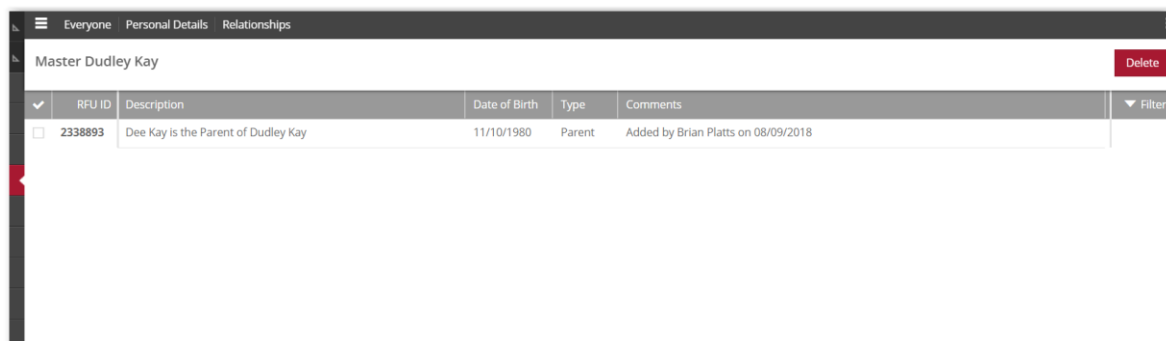 Everyone Personal Details Relationships
Master Dudley Kay Delete
RFU ID Description Date of Birth Type Comments Filter
2338893 Dee Kay is the Parent of Dudley Kay 11/10/1980 Parent Added by Brian Platts on 08/09/2018